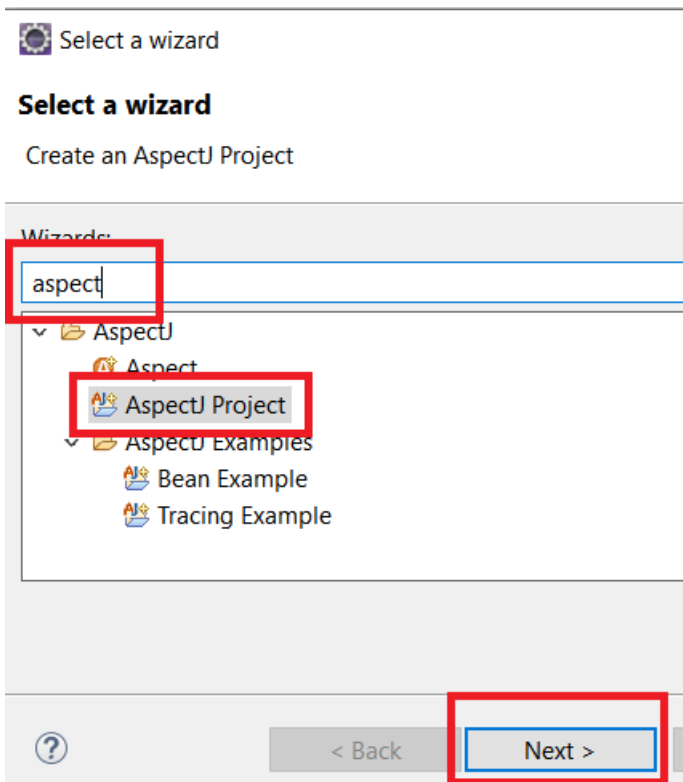 Select a wizard
Select a wizard
Create an AspectJ Project
Wizards:
aspect
AspectJ
Aspect
AspectJ Project
AspectJ Examples
Bean Example
Tracing Example
?
< Back
Next >